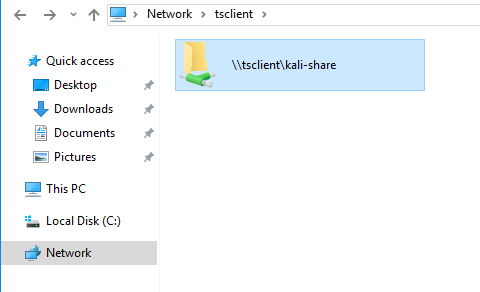 Network > tsclient >
Quick access
\\tsclient\kali-share
Desktop
Downloads
Documents
Pictures
This PC
Local Disk (C:)
Network